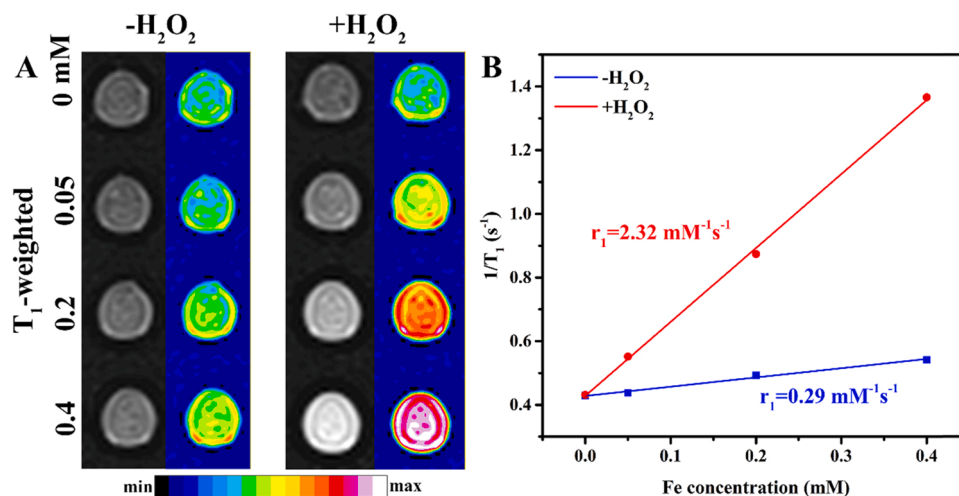 -H₂O₂
+H₂O₂
A
T₁-weighted
0 mM
0.05
0.2
0.4
min
max
B
-H₂O₂
+H₂O₂
1/T₁ (s⁻¹)
1.4
1.2
1.0
0.8
0.6
0.4
r₁=2.32 mM⁻¹s⁻¹
r₁=0.29 mM⁻¹s⁻¹
0.0 0.1 0.2 0.3 0.4
Fe concentration (mM)